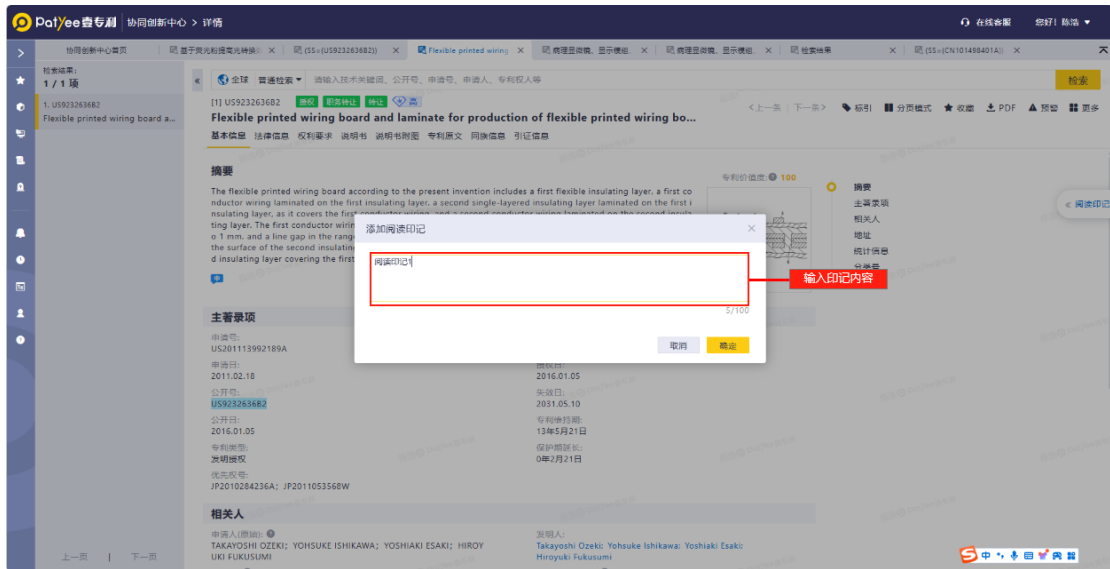 Patyee壹专利 协同创新中心 > 详情
在线客服 您好! 陈浩
协同创新中心首页 基于荧光粉提高光转换 (SS=(US9232636B2)) Flexible printed wiring 病理显微镜、显示模组、 病理显微镜、显示模组、 检索结果 (SS=(CN101498401A))
检索结果:
1 / 1 项
1. US9232636B2
Flexible printed wiring board a...
全球 普通检索 请输入技术关键词、公开号、申请号、申请人、专利权人等 检索
[1] US9232636B2 授权 职务转让 转让 高
<上一条 | 下一条> 标引 分页模式 收藏 PDF 预警 更多
Flexible printed wiring board and laminate for production of flexible printed wiring bo...
基本信息 法律信息 权利要求 说明书 说明书附图 专利原文 同族信息 引证信息
摘要
专利价值度: 100
The flexible printed wiring board according to the present invention includes a first flexible insulating layer, a first co
nductor wiring laminated on the first insulating layer, a second single-layered insulating layer laminated on the first i
nsulating layer, as it covers the first conductor wiring, and a second conductor wiring laminated on the second insula
ting layer. The first conductor wirin
o 1 mm, and a line gap in the rang
the surface of the second insulatin
d insulating layer covering the first
摘要
主著录项
相关人
地址
统计信息
分类号
阅读印记
添加阅读印记
阅读印记1
5/100
取消 确定
输入印记内容
主著录项
申请号:
US201113992189A
申请日:
2011.02.18
授权日:
2016.01.05
公开号:
US9232636B2
失效日:
2031.05.10
公开日:
2016.01.05
专利维持期:
13年5月21日
专利类型:
发明授权
保护期延长:
0年2月21日
优先权号:
JP2010284236A; JP2011053568W
相关人
申请人(原始):
TAKAYOSHI OZEKI; YOHSUKE ISHIKAWA; YOSHIAKI ESAKI; HIROY
UKI FUKUSUMI
发明人:
Takayoshi Ozeki; Yohsuke Ishikawa; Yoshiaki Esaki;
Hiroyuki Fukusumi
上一页 | 下一页
中